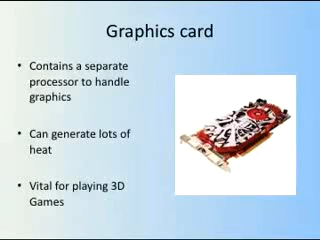 Graphics card
• Contains a separate
processor to handle
graphics
• Can generate lots of
heat
• Vital for playing 3D
Games